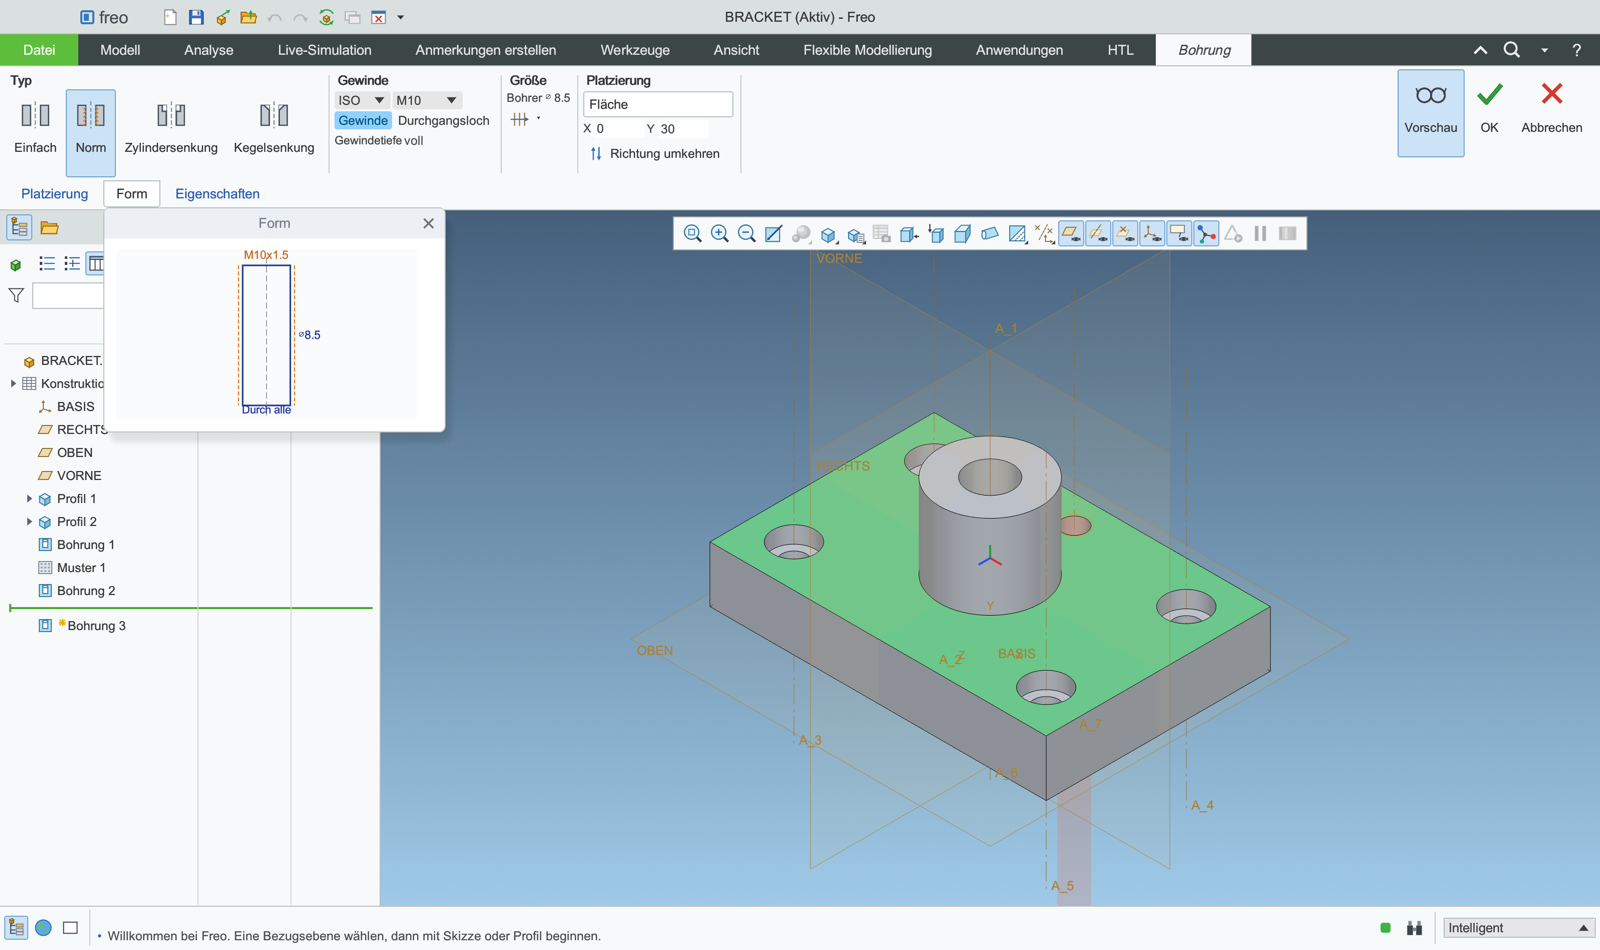 freo
BRACKET (Aktiv) - Freo
Datei
Modell
Analyse
Live-Simulation
Anmerkungen erstellen
Werkzeuge
Ansicht
Flexible Modellierung
Anwendungen
HTL
Bohrung
?
Typ
Einfach
Norm
Zylindersenkung
Kegelsenkung
Gewinde
ISO
M10
Gewinde
Durchgangsloch
Gewindetiefe voll
Größe
Bohrer ⌀ 8.5
Platzierung
Fläche
X 0
Y 30
Richtung umkehren
Vorschau
OK
Abbrechen
Platzierung
Form
Eigenschaften
Form
M10x1.5
⌀8.5
Durch alle
BRACKET.
Konstruktio
BASIS
RECHTS
OBEN
VORNE
Profil 1
Profil 2
Bohrung 1
Muster 1
Bohrung 2
Bohrung 3
VORNE
A_1
RECHTS
Y
OBEN
A_2
Z
BASIS
X
A_7
A_3
A_6
A_4
A_5
• Willkommen bei Freo. Eine Bezugsebene wählen, dann mit Skizze oder Profil beginnen.
Intelligent